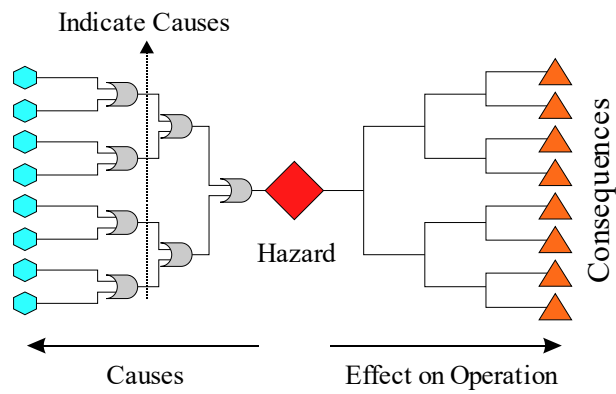 Indicate Causes
Hazard
Consequences
Causes
Effect on Operation